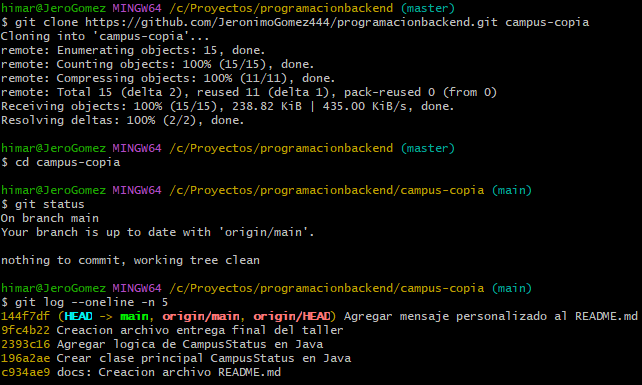 himar@JeroGomez MINGW64 /c/Proyectos/programacionbackend (master)
$ git clone https://github.com/JeronimoGomez444/programacionbackend.git campus-copia
Cloning into 'campus-copia'...
remote: Enumerating objects: 15, done.
remote: Counting objects: 100% (15/15), done.
remote: Compressing objects: 100% (11/11), done.
remote: Total 15 (delta 2), reused 11 (delta 1), pack-reused 0 (from 0)
Receiving objects: 100% (15/15), 238.82 KiB | 435.00 KiB/s, done.
Resolving deltas: 100% (2/2), done.
himar@JeroGomez MINGW64 /c/Proyectos/programacionbackend (master)
$ cd campus-copia
himar@JeroGomez MINGW64 /c/Proyectos/programacionbackend/campus-copia (main)
$ git status
On branch main
Your branch is up to date with 'origin/main'.
nothing to commit, working tree clean
himar@JeroGomez MINGW64 /c/Proyectos/programacionbackend/campus-copia (main)
$ git log --oneline -n 5
144f7df (HEAD -> main, origin/main, origin/HEAD) Agregar mensaje personalizado al README.md
9fc4b22 Creacion archivo entrega final del taller
2393c16 Agregar logica de CampusStatus en Java
196a2ae Crear clase principal CampusStatus en Java
c934ae9 docs: Creacion archivo README.md